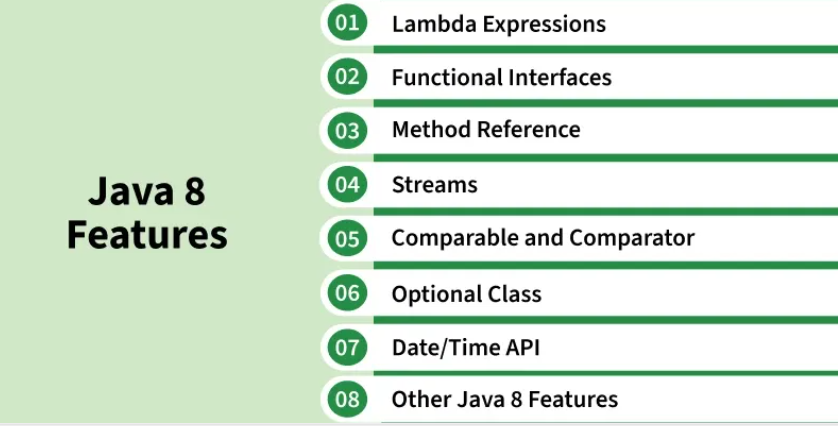 Java 8
Features
01 Lambda Expressions
02 Functional Interfaces
03 Method Reference
04 Streams
05 Comparable and Comparator
06 Optional Class
07 Date/Time API
08 Other Java 8 Features